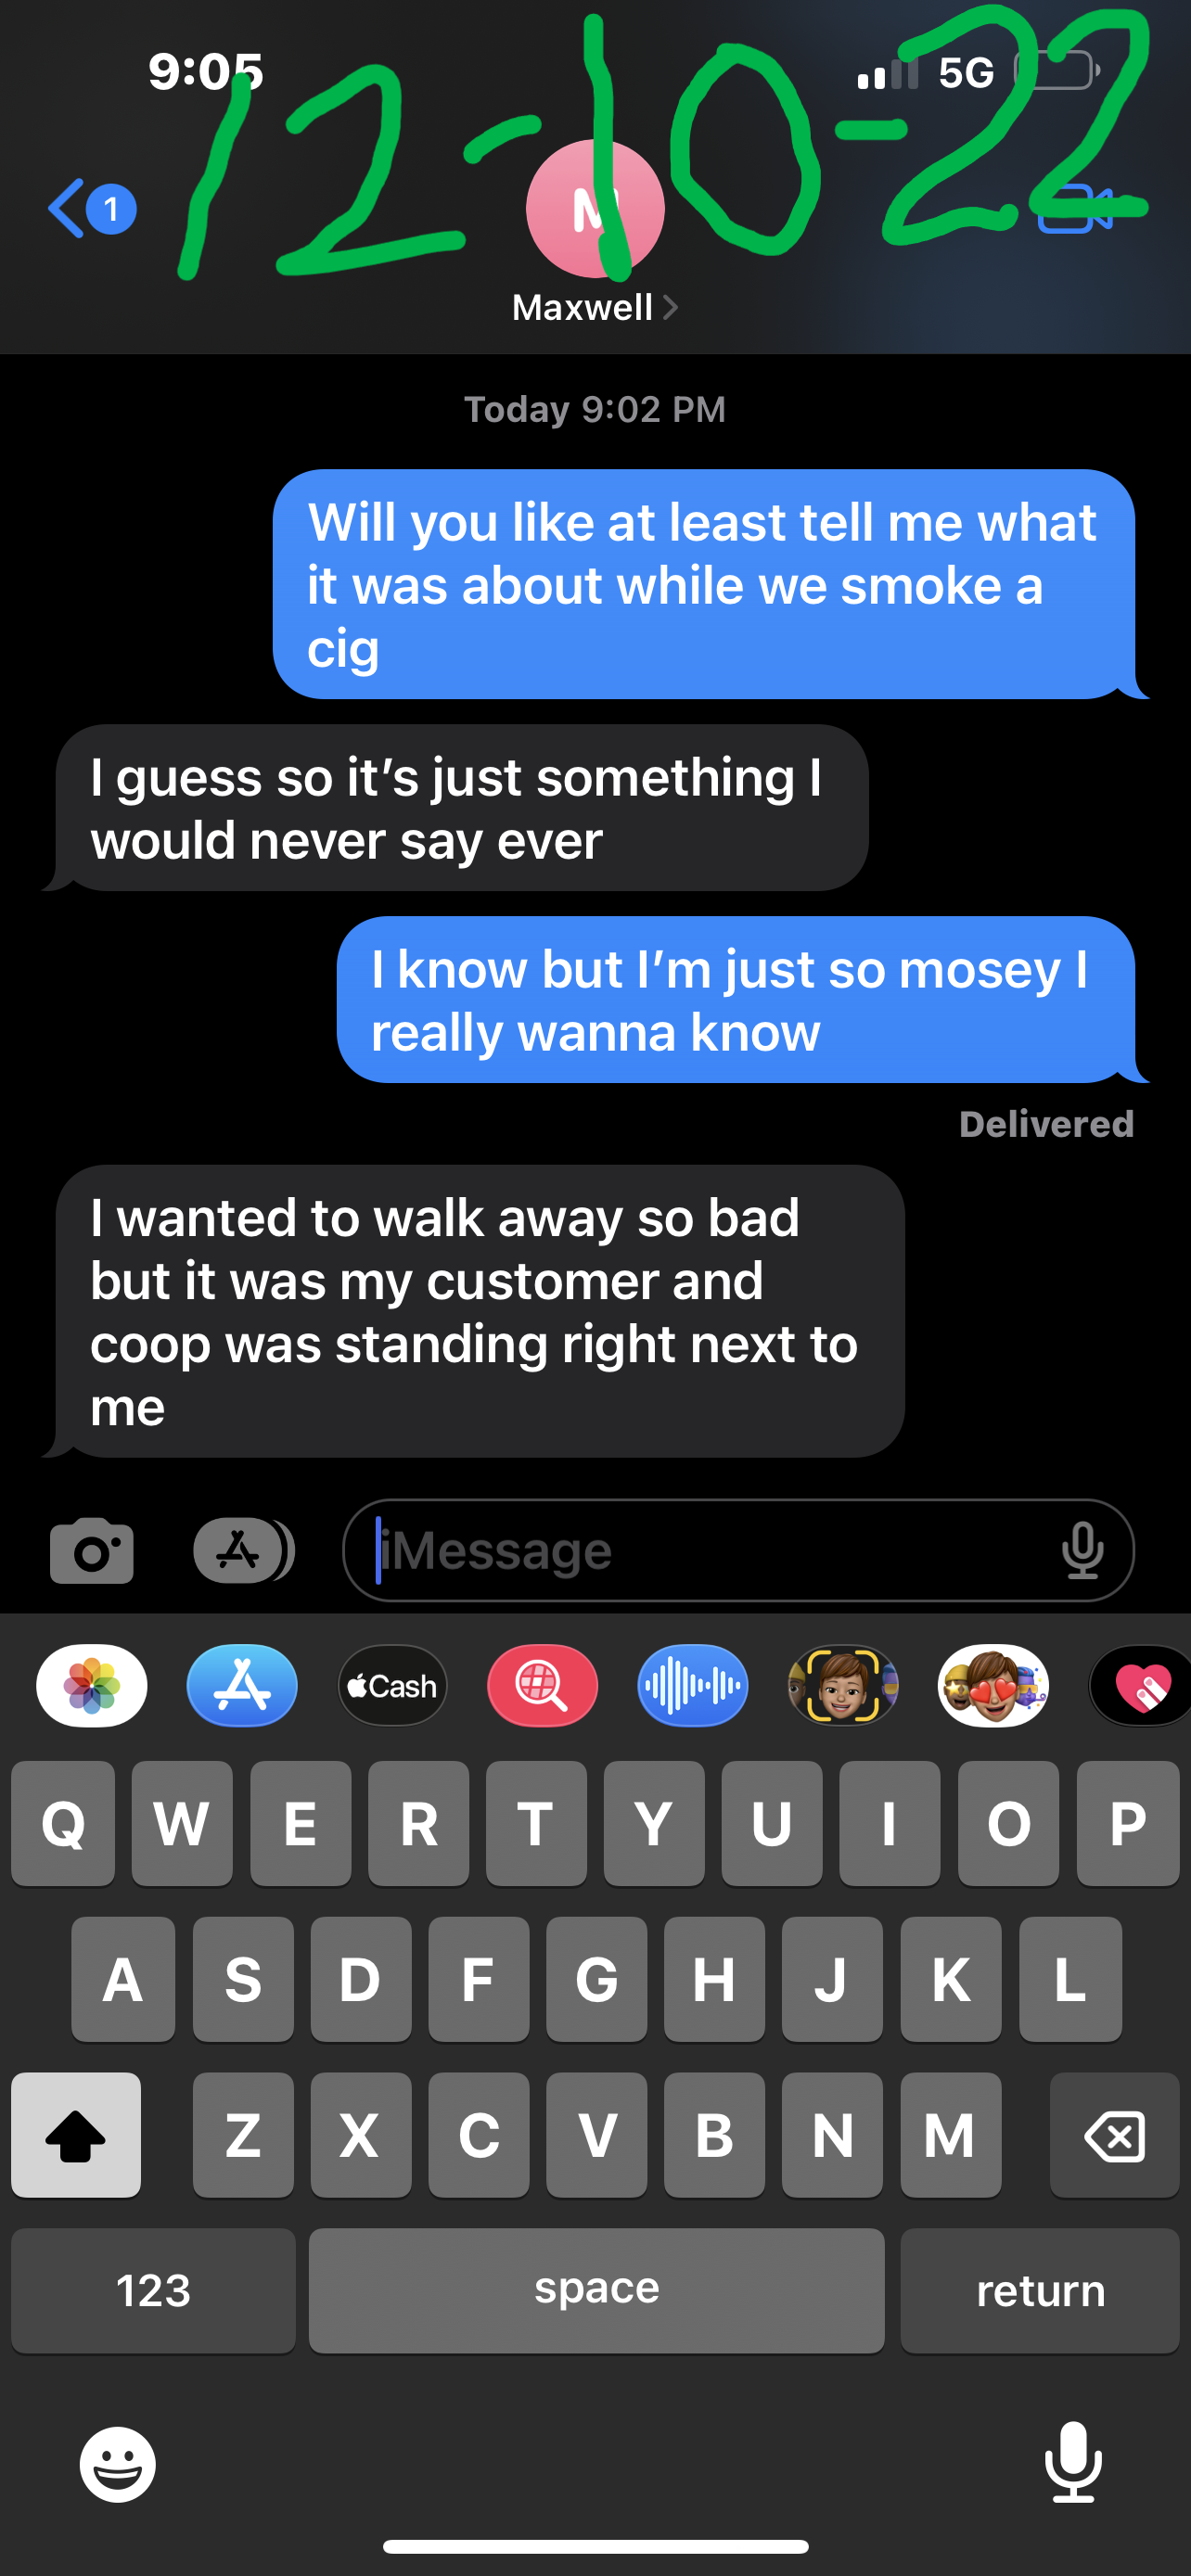 9:05
5G
12-10-22
1
M
Maxwell
Today 9:02 PM
Will you like at least tell me what
it was about while we smoke a
cig
I guess so it’s just something I
would never say ever
I know but I’m just so mosey I
really wanna know
Delivered
I wanted to walk away so bad
but it was my customer and
coop was standing right next to
me
iMessage
Cash
Q W E R T Y U I O P
A S D F G H J K L
Z X C V B N M
123 space return